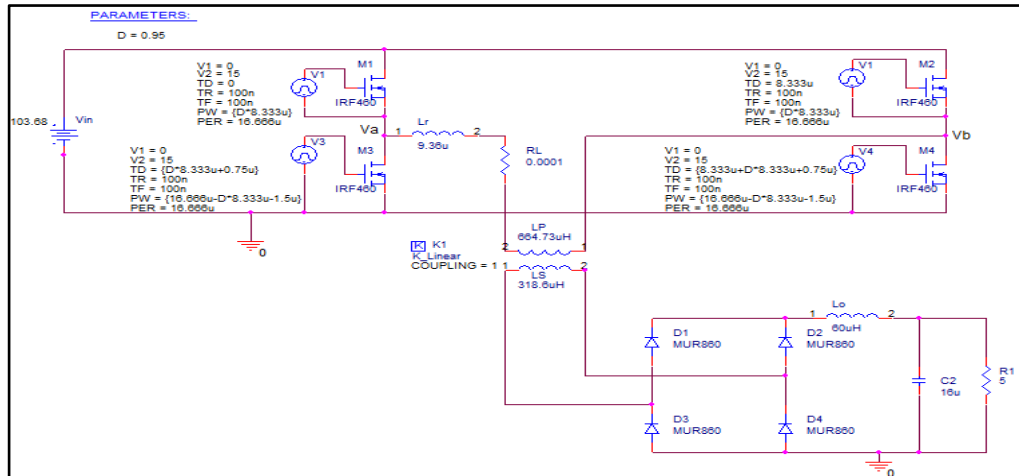 PARAMETERS:
D = 0.95
V1 = 0
V2 = 15
TD = 0
TR = 100n
TF = 100n
PW = {D*8.333u}
PER = 16.666u
V1
M1
IRF460
V1 = 0
V2 = 15
TD = 8.333u
TR = 100n
TF = 100n
PW = {D*8.333u}
PER = 16.666u
V1
M2
IRF460
103.68
Vin
Va
Lr
1
2
9.36u
RL
0.0001
Vb
V1 = 0
V2 = 15
TD = {D*8.333u+0.75u}
TR = 100n
TF = 100n
PW = {16.666u-D*8.333u-1.5u}
PER = 16.666u
V3
M3
IRF460
V1 = 0
V2 = 15
TD = {8.333u+D*8.333u+0.75u}
TR = 100n
TF = 100n
PW = {16.666u-D*8.333u-1.5u}
PER = 16.666u
V4
M4
IRF460
0
LP
2
664.73uH
1
K K1
K_Linear
COUPLING = 1
1
2
LS
318.6uH
Lo
1
2
60uH
D1
MUR860
D2
MUR860
C2
16u
R1
5
D3
MUR860
D4
MUR860
0